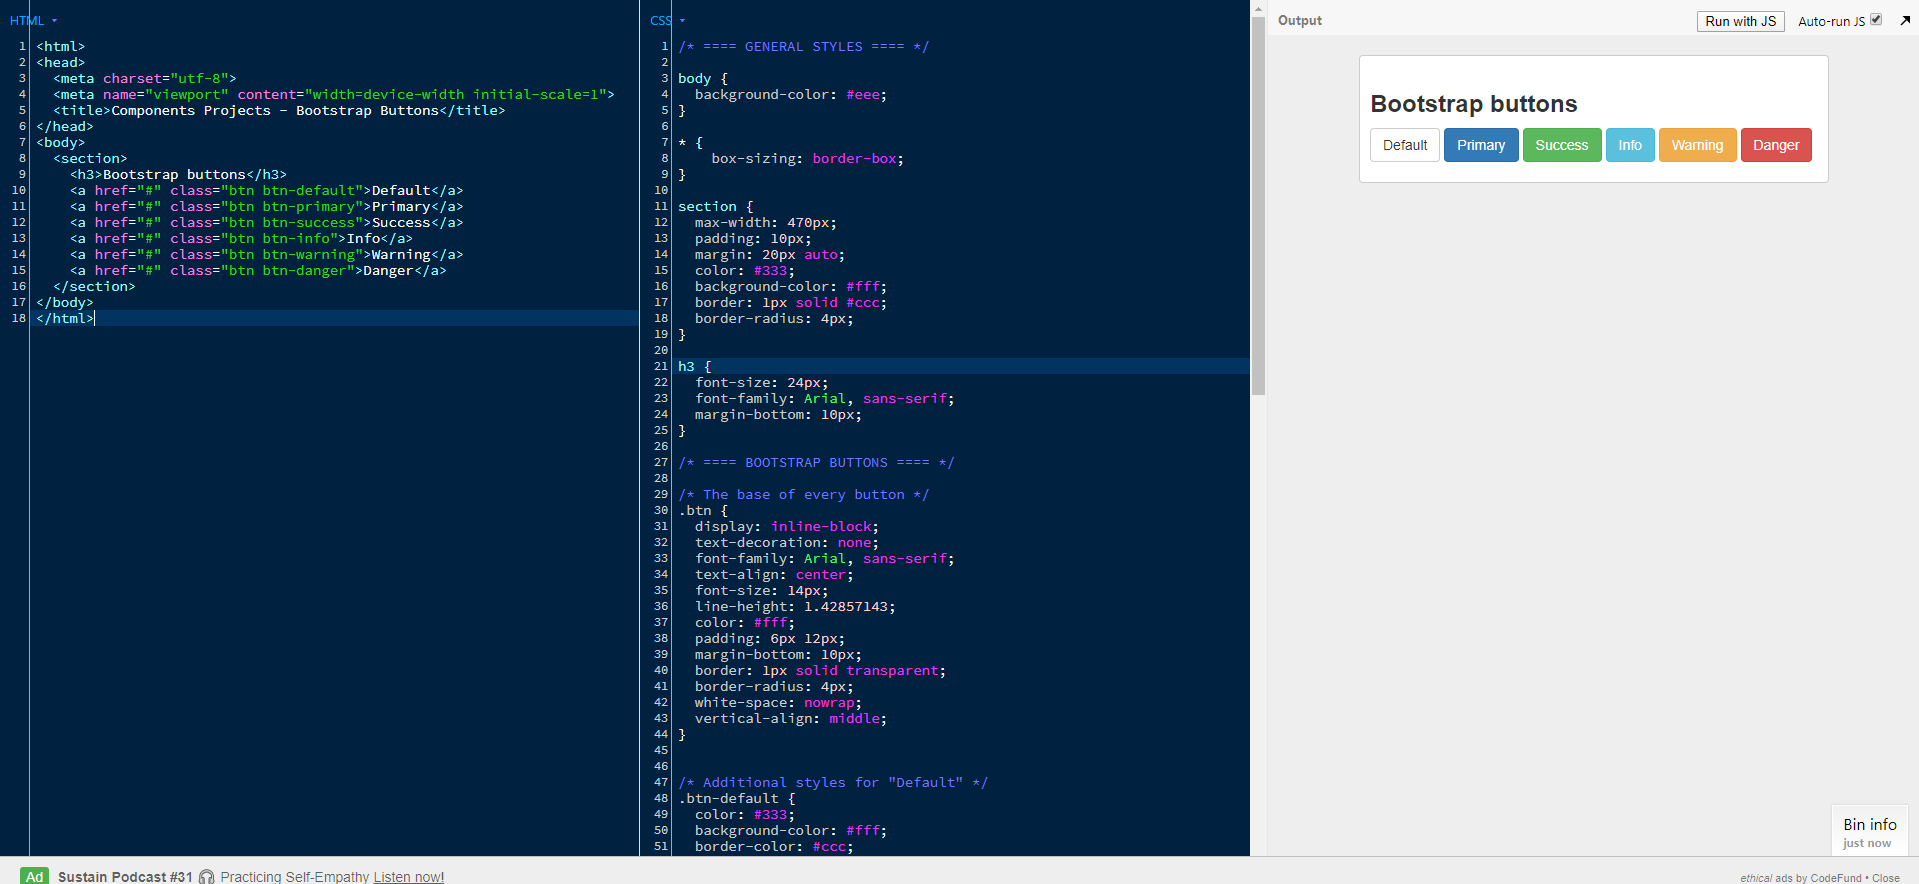 HTML
1 <html>
2 <head>
3   <meta charset="utf-8">
4   <meta name="viewport" content="width=device-width initial-scale=1">
5   <title>Components Projects - Bootstrap Buttons</title>
6 </head>
7 <body>
8   <section>
9     <h3>Bootstrap buttons</h3>
10     <a href="#" class="btn btn-default">Default</a>
11     <a href="#" class="btn btn-primary">Primary</a>
12     <a href="#" class="btn btn-success">Success</a>
13     <a href="#" class="btn btn-info">Info</a>
14     <a href="#" class="btn btn-warning">Warning</a>
15     <a href="#" class="btn btn-danger">Danger</a>
16   </section>
17 </body>
18 </html>
CSS
1 /* ==== GENERAL STYLES ==== */
2
3 body {
4   background-color: #eee;
5 }
6
7 * {
8     box-sizing: border-box;
9 }
10
11 section {
12   max-width: 470px;
13   padding: 10px;
14   margin: 20px auto;
15   color: #333;
16   background-color: #fff;
17   border: 1px solid #ccc;
18   border-radius: 4px;
19 }
20
21 h3 {
22   font-size: 24px;
23   font-family: Arial, sans-serif;
24   margin-bottom: 10px;
25 }
26
27 /* ==== BOOTSTRAP BUTTONS ==== */
28
29 /* The base of every button */
30 .btn {
31   display: inline-block;
32   text-decoration: none;
33   font-family: Arial, sans-serif;
34   text-align: center;
35   font-size: 14px;
36   line-height: 1.42857143;
37   color: #fff;
38   padding: 6px 12px;
39   margin-bottom: 10px;
40   border: 1px solid transparent;
41   border-radius: 4px;
42   white-space: nowrap;
43   vertical-align: middle;
44 }
45
46
47 /* Additional styles for "Default" */
48 .btn-default {
49   color: #333;
50   background-color: #fff;
51   border-color: #ccc;
Output Run with JS Auto-run JS
Bootstrap buttons
Default Primary Success Info Warning Danger
Bin info
just now
Ad Sustain Podcast #31 Practicing Self-Empathy Listen now!
ethical ads by CodeFund • Close